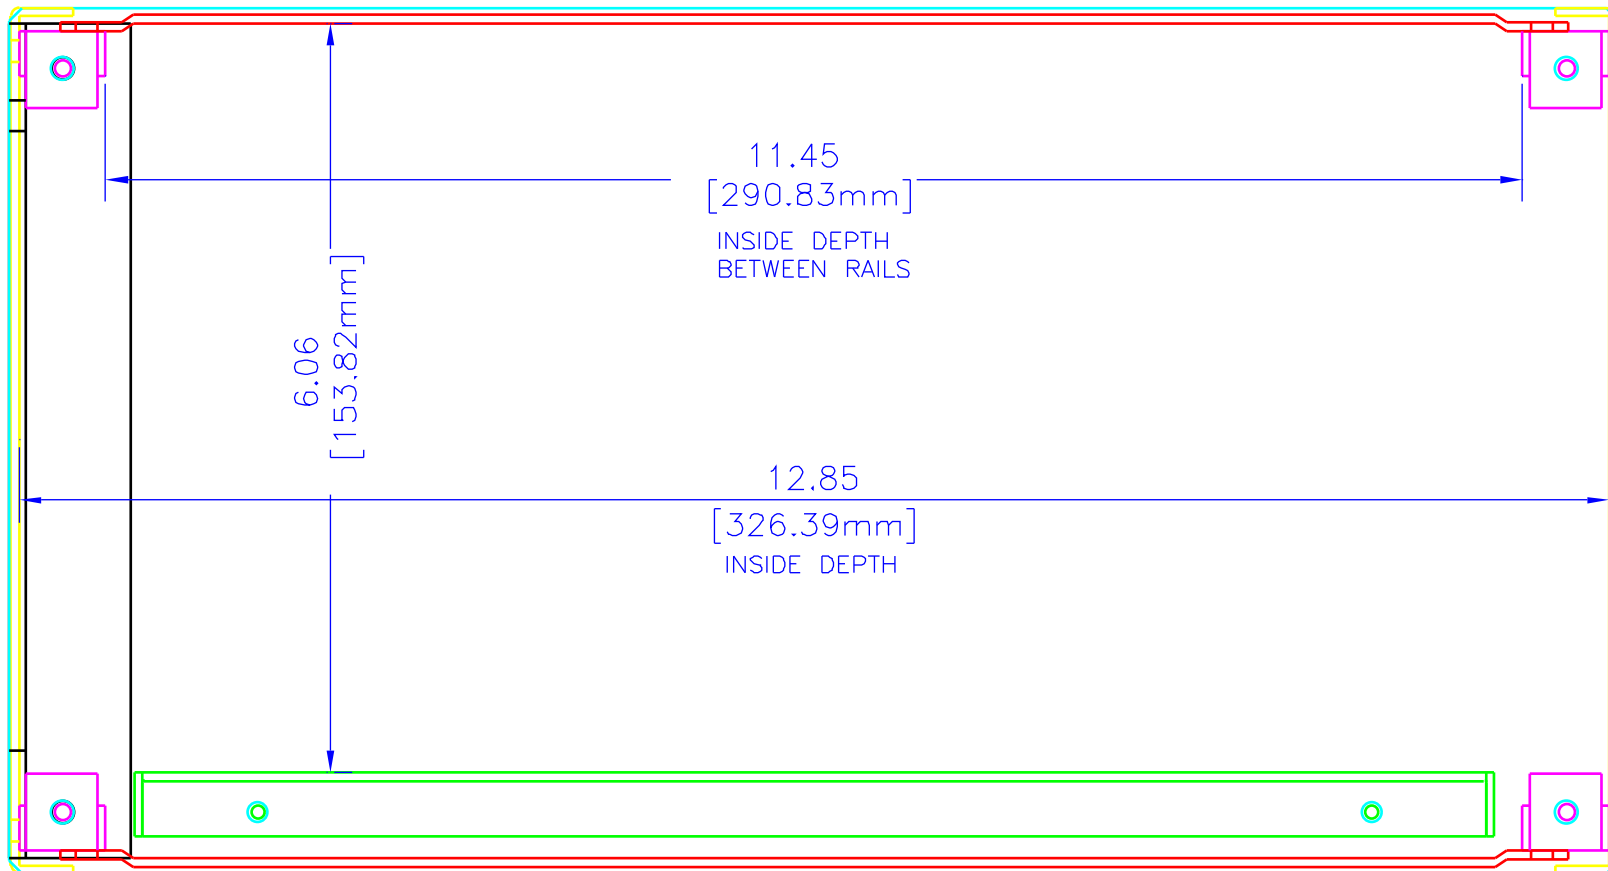 11.45
[290.83mm]
INSIDE DEPTH
BETWEEN RAILS
6.06
[153.82mm]
12.85
[326.39mm]
INSIDE DEPTH